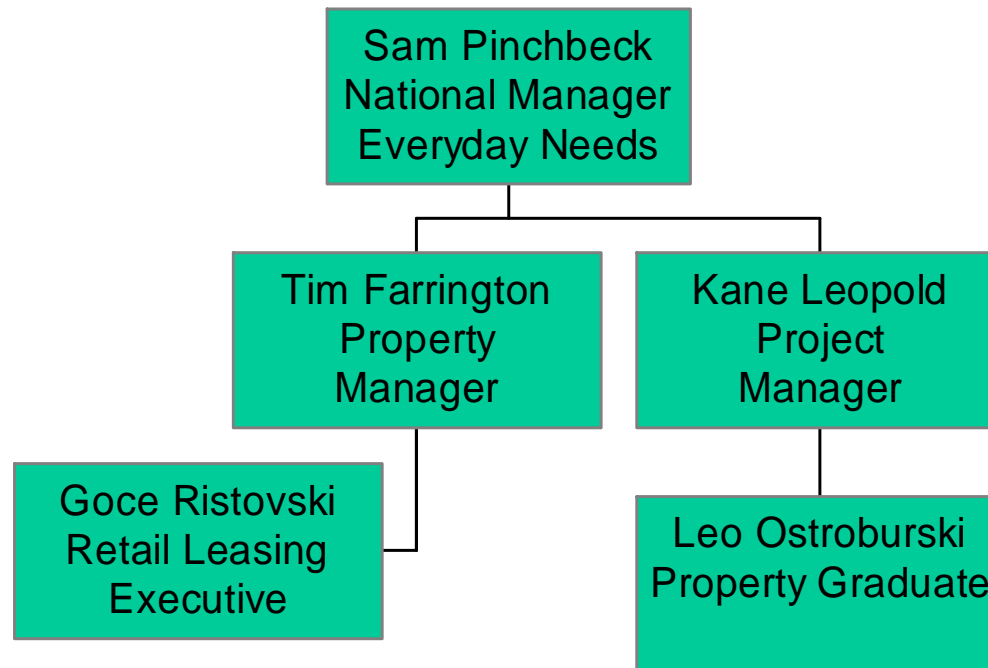 Sam Pinchbeck
National Manager
Everyday Needs
Tim Farrington
Property
Manager
Kane Leopold
Project
Manager
Goce Ristovski
Retail Leasing
Executive
Leo Ostroburski
Property Graduate